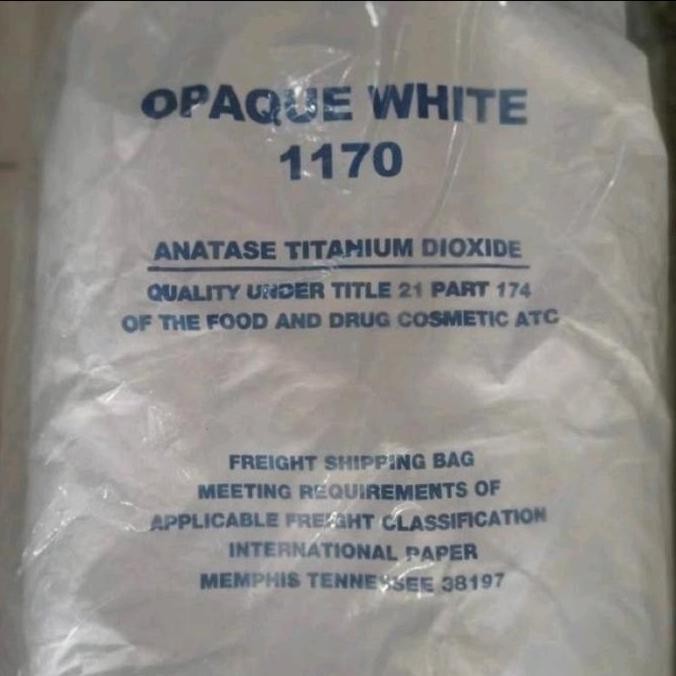 OPAQUE WHITE
1170
ANATASE TITANIUM DIOXIDE
QUALITY UNDER TITLE 21 PART 174
OF THE FOOD AND DRUG COSMETIC ATC
FREIGHT SHIPPING BAG
MEETING REQUIREMENTS OF
APPLICABLE FREIGHT CLASSIFICATION
INTERNATIONAL PAPER
MEMPHIS TENNESSEE 38197